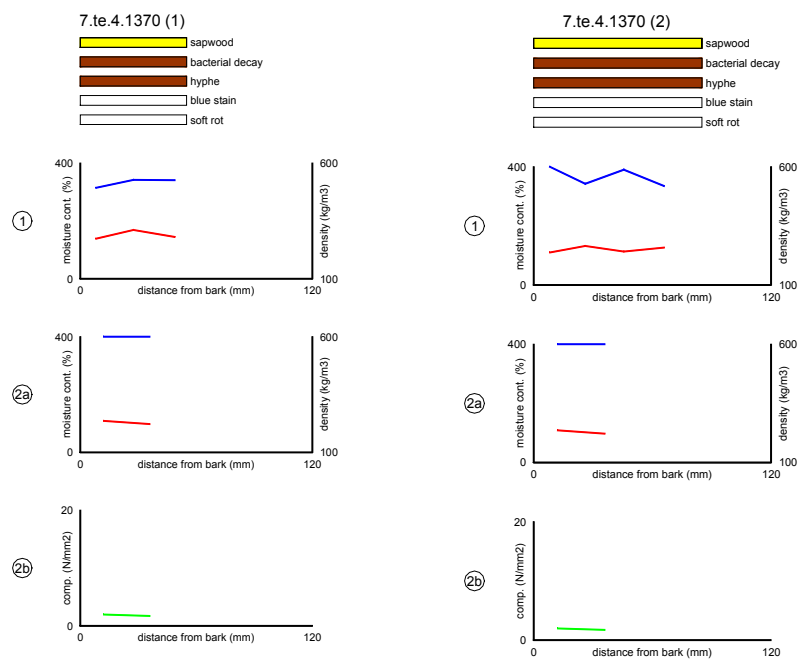 7.te.4.1370 (1)
sapwood
bacterial decay
hyphe
blue stain
soft rot
1
400
600
moisture cont. (%)
density (kg/m3)
0
100
0
distance from bark (mm)
120
2a
400
600
moisture cont. (%)
density (kg/m3)
0
100
0
distance from bark (mm)
120
2b
20
comp. (N/mm2)
0
0
distance from bark (mm)
120
7.te.4.1370 (2)
sapwood
bacterial decay
hyphe
blue stain
soft rot
1
400
600
moisture cont. (%)
density (kg/m3)
0
100
0
distance from bark (mm)
120
2a
400
600
moisture cont. (%)
density (kg/m3)
0
100
0
distance from bark (mm)
120
2b
20
comp. (N/mm2)
0
0
distance from bark (mm)
120